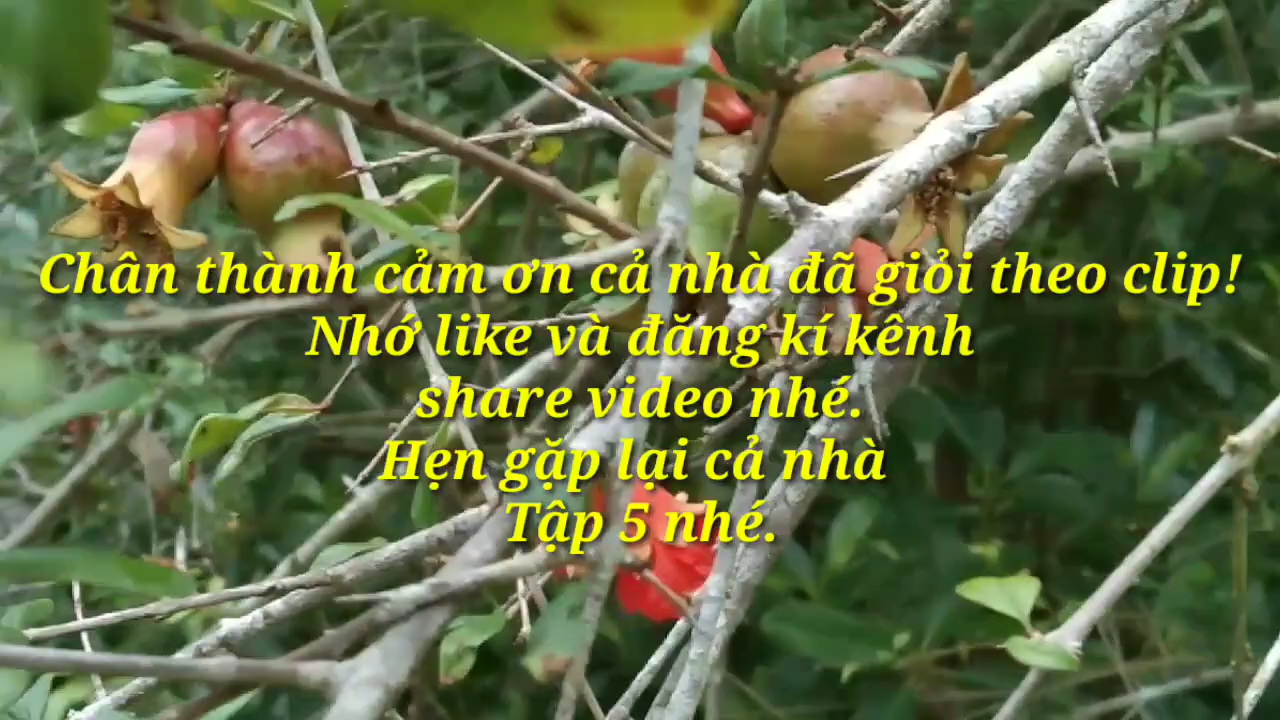 Chân thành cảm ơn cả nhà đã giỏi theo clip!
Nhớ like và đăng kí kênh
share video nhé.
Hẹn gặp lại cả nhà
Tập 5 nhé.